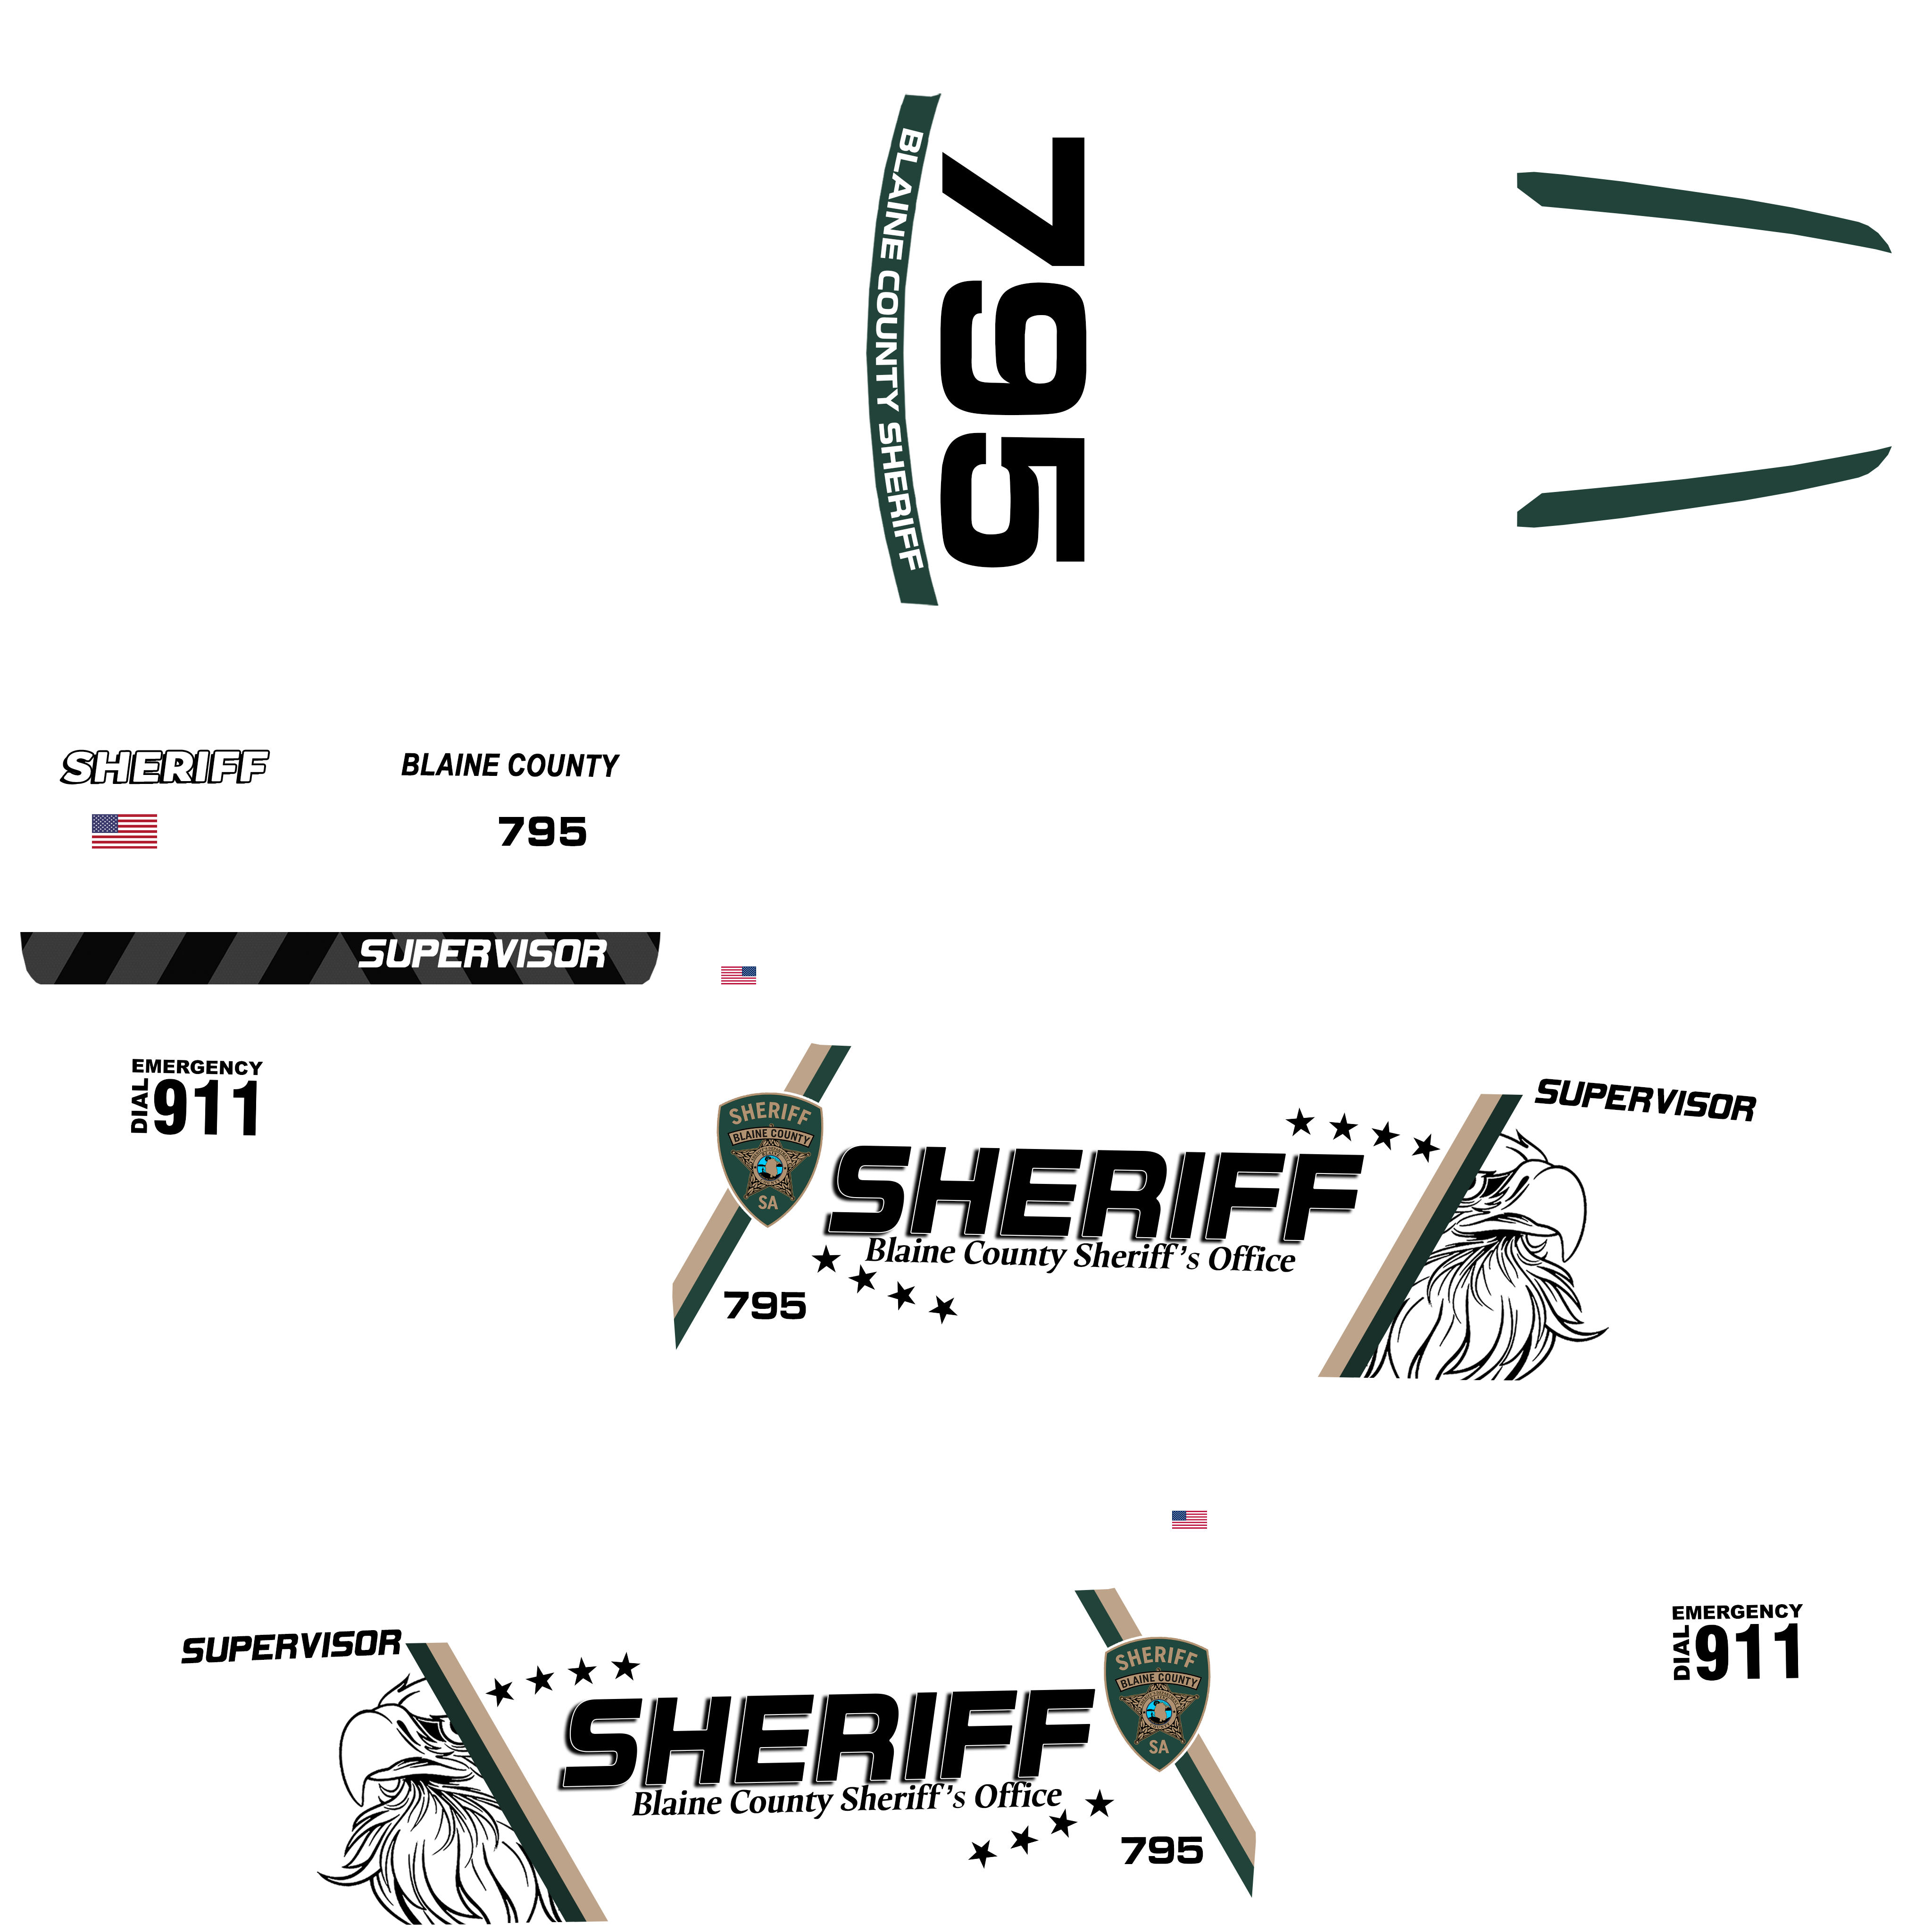 BLAINE COUNTY SHERIFF
795
SHERIFF
BLAINE COUNTY
795
SUPERVISOR
EMERGENCY
DIAL
911
SHERIFF
BLAINE COUNTY
SA
SHERIFF
Blaine County Sheriff's Office
795
SUPERVISOR
SUPERVISOR
SHERIFF
Blaine County Sheriff's Office
SHERIFF
BLAINE COUNTY
SA
795
EMERGENCY
DIAL
911